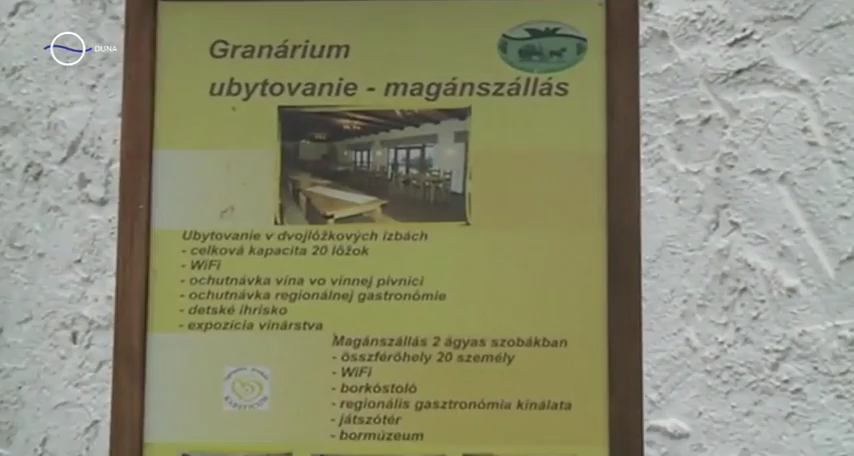 DUNA
Granárium
ubytovanie - magánszállás
Ubytovanie v dvojlôžkových izbách
- celková kapacita 20 lôžok
- WiFi
- ochutnávka vína vo vínnej pivnici
- ochutnávka regionálnej gastronómie
- detské ihrisko
- expozícia vinárstva
Magánszállás 2 ágyas szobákban
- összférőhely 20 személy
- WiFi
- borkóstoló
- regionális gasztronómia kínálata
- játszótér
- bormúzeum